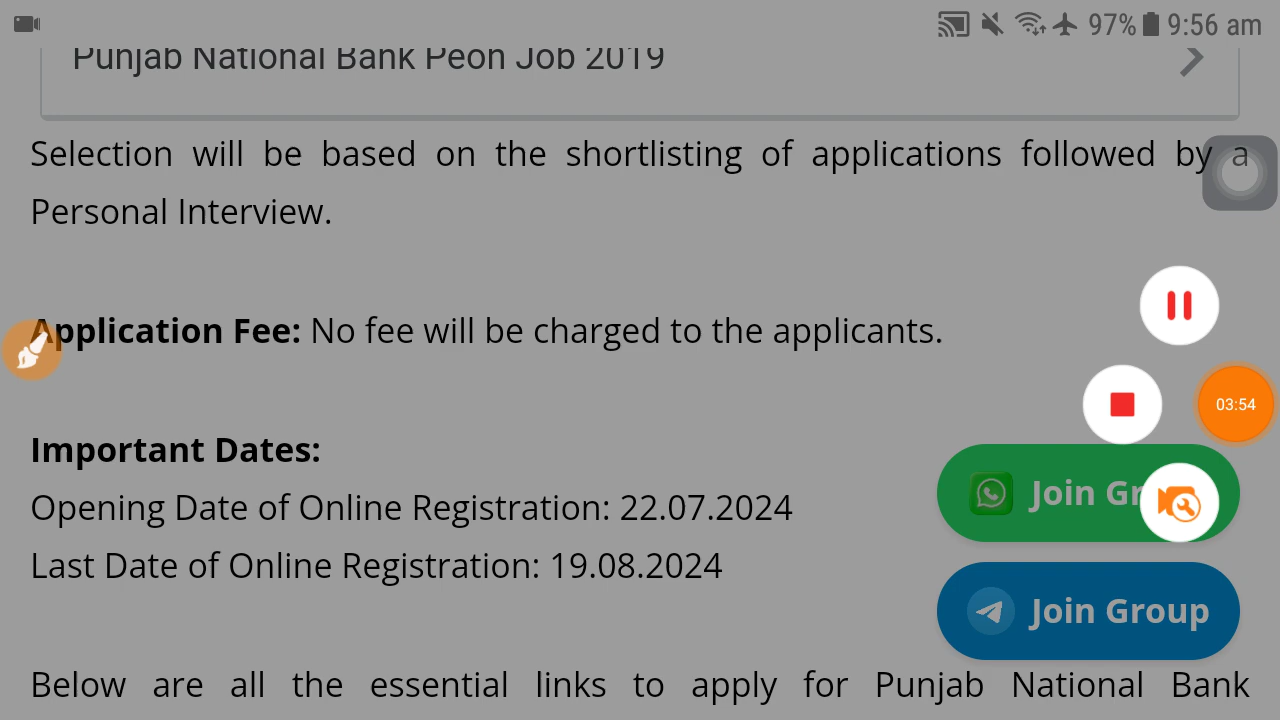 97% 9:56 am
Punjab National Bank Peon Job 2019
Selection will be based on the shortlisting of applications followed by a
Personal Interview.
Application Fee: No fee will be charged to the applicants.
03:54
Important Dates:
Join Gr
Opening Date of Online Registration: 22.07.2024
Last Date of Online Registration: 19.08.2024
Join Group
Below are all the essential links to apply for Punjab National Bank